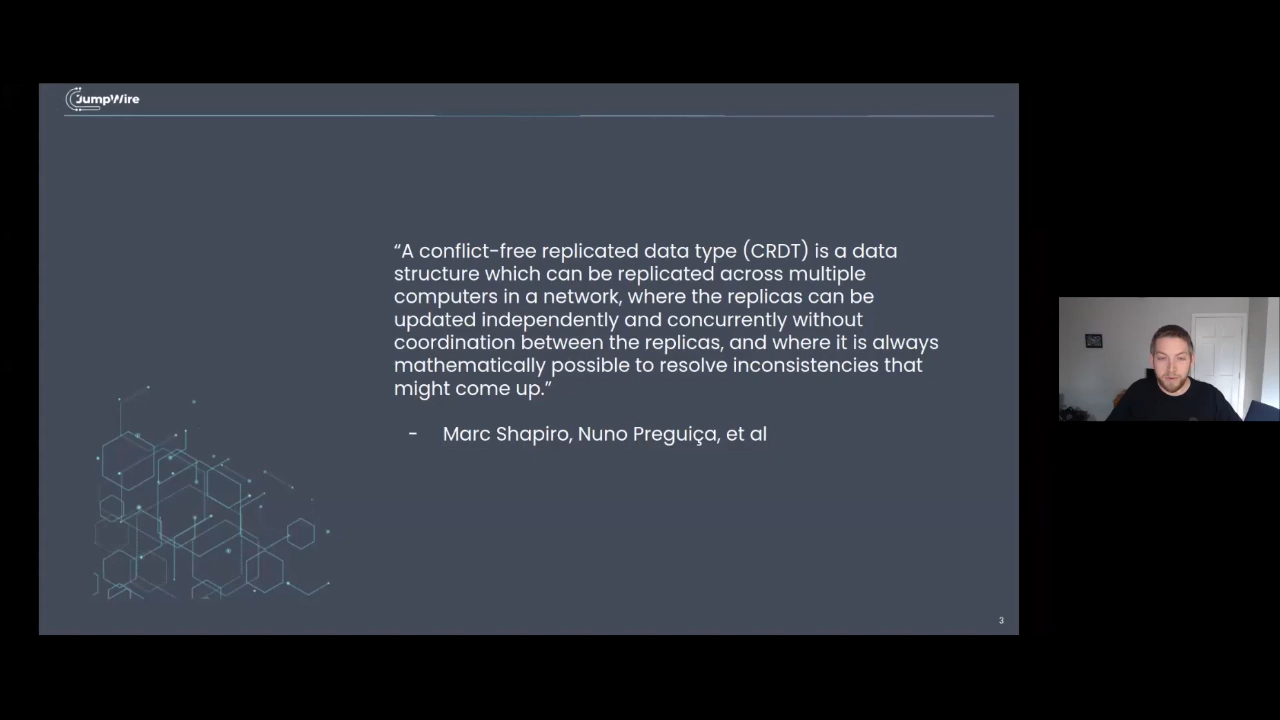 JumpWire
“A conflict-free replicated data type (CRDT) is a data
structure which can be replicated across multiple
computers in a network, where the replicas can be
updated independently and concurrently without
coordination between the replicas, and where it is always
mathematically possible to resolve inconsistencies that
might come up.”
- Marc Shapiro, Nuno Preguiça, et al
3